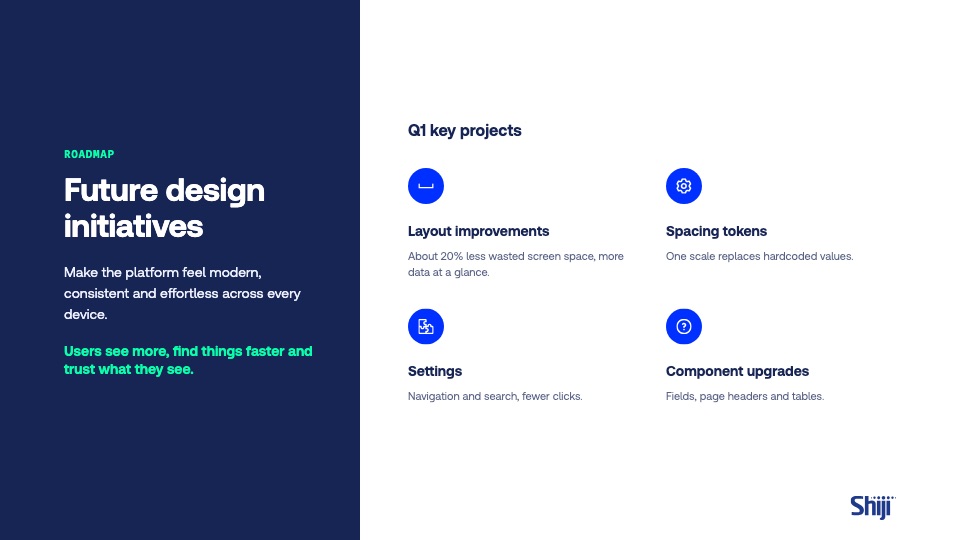 ROADMAP
Future design
initiatives
Make the platform feel modern,
consistent and effortless across every
device.
Users see more, find things faster and
trust what they see.
Q1 key projects
Layout improvements
About 20% less wasted screen space, more
data at a glance.
Spacing tokens
One scale replaces hardcoded values.
Settings
Navigation and search, fewer clicks.
Component upgrades
Fields, page headers and tables.
Shiji